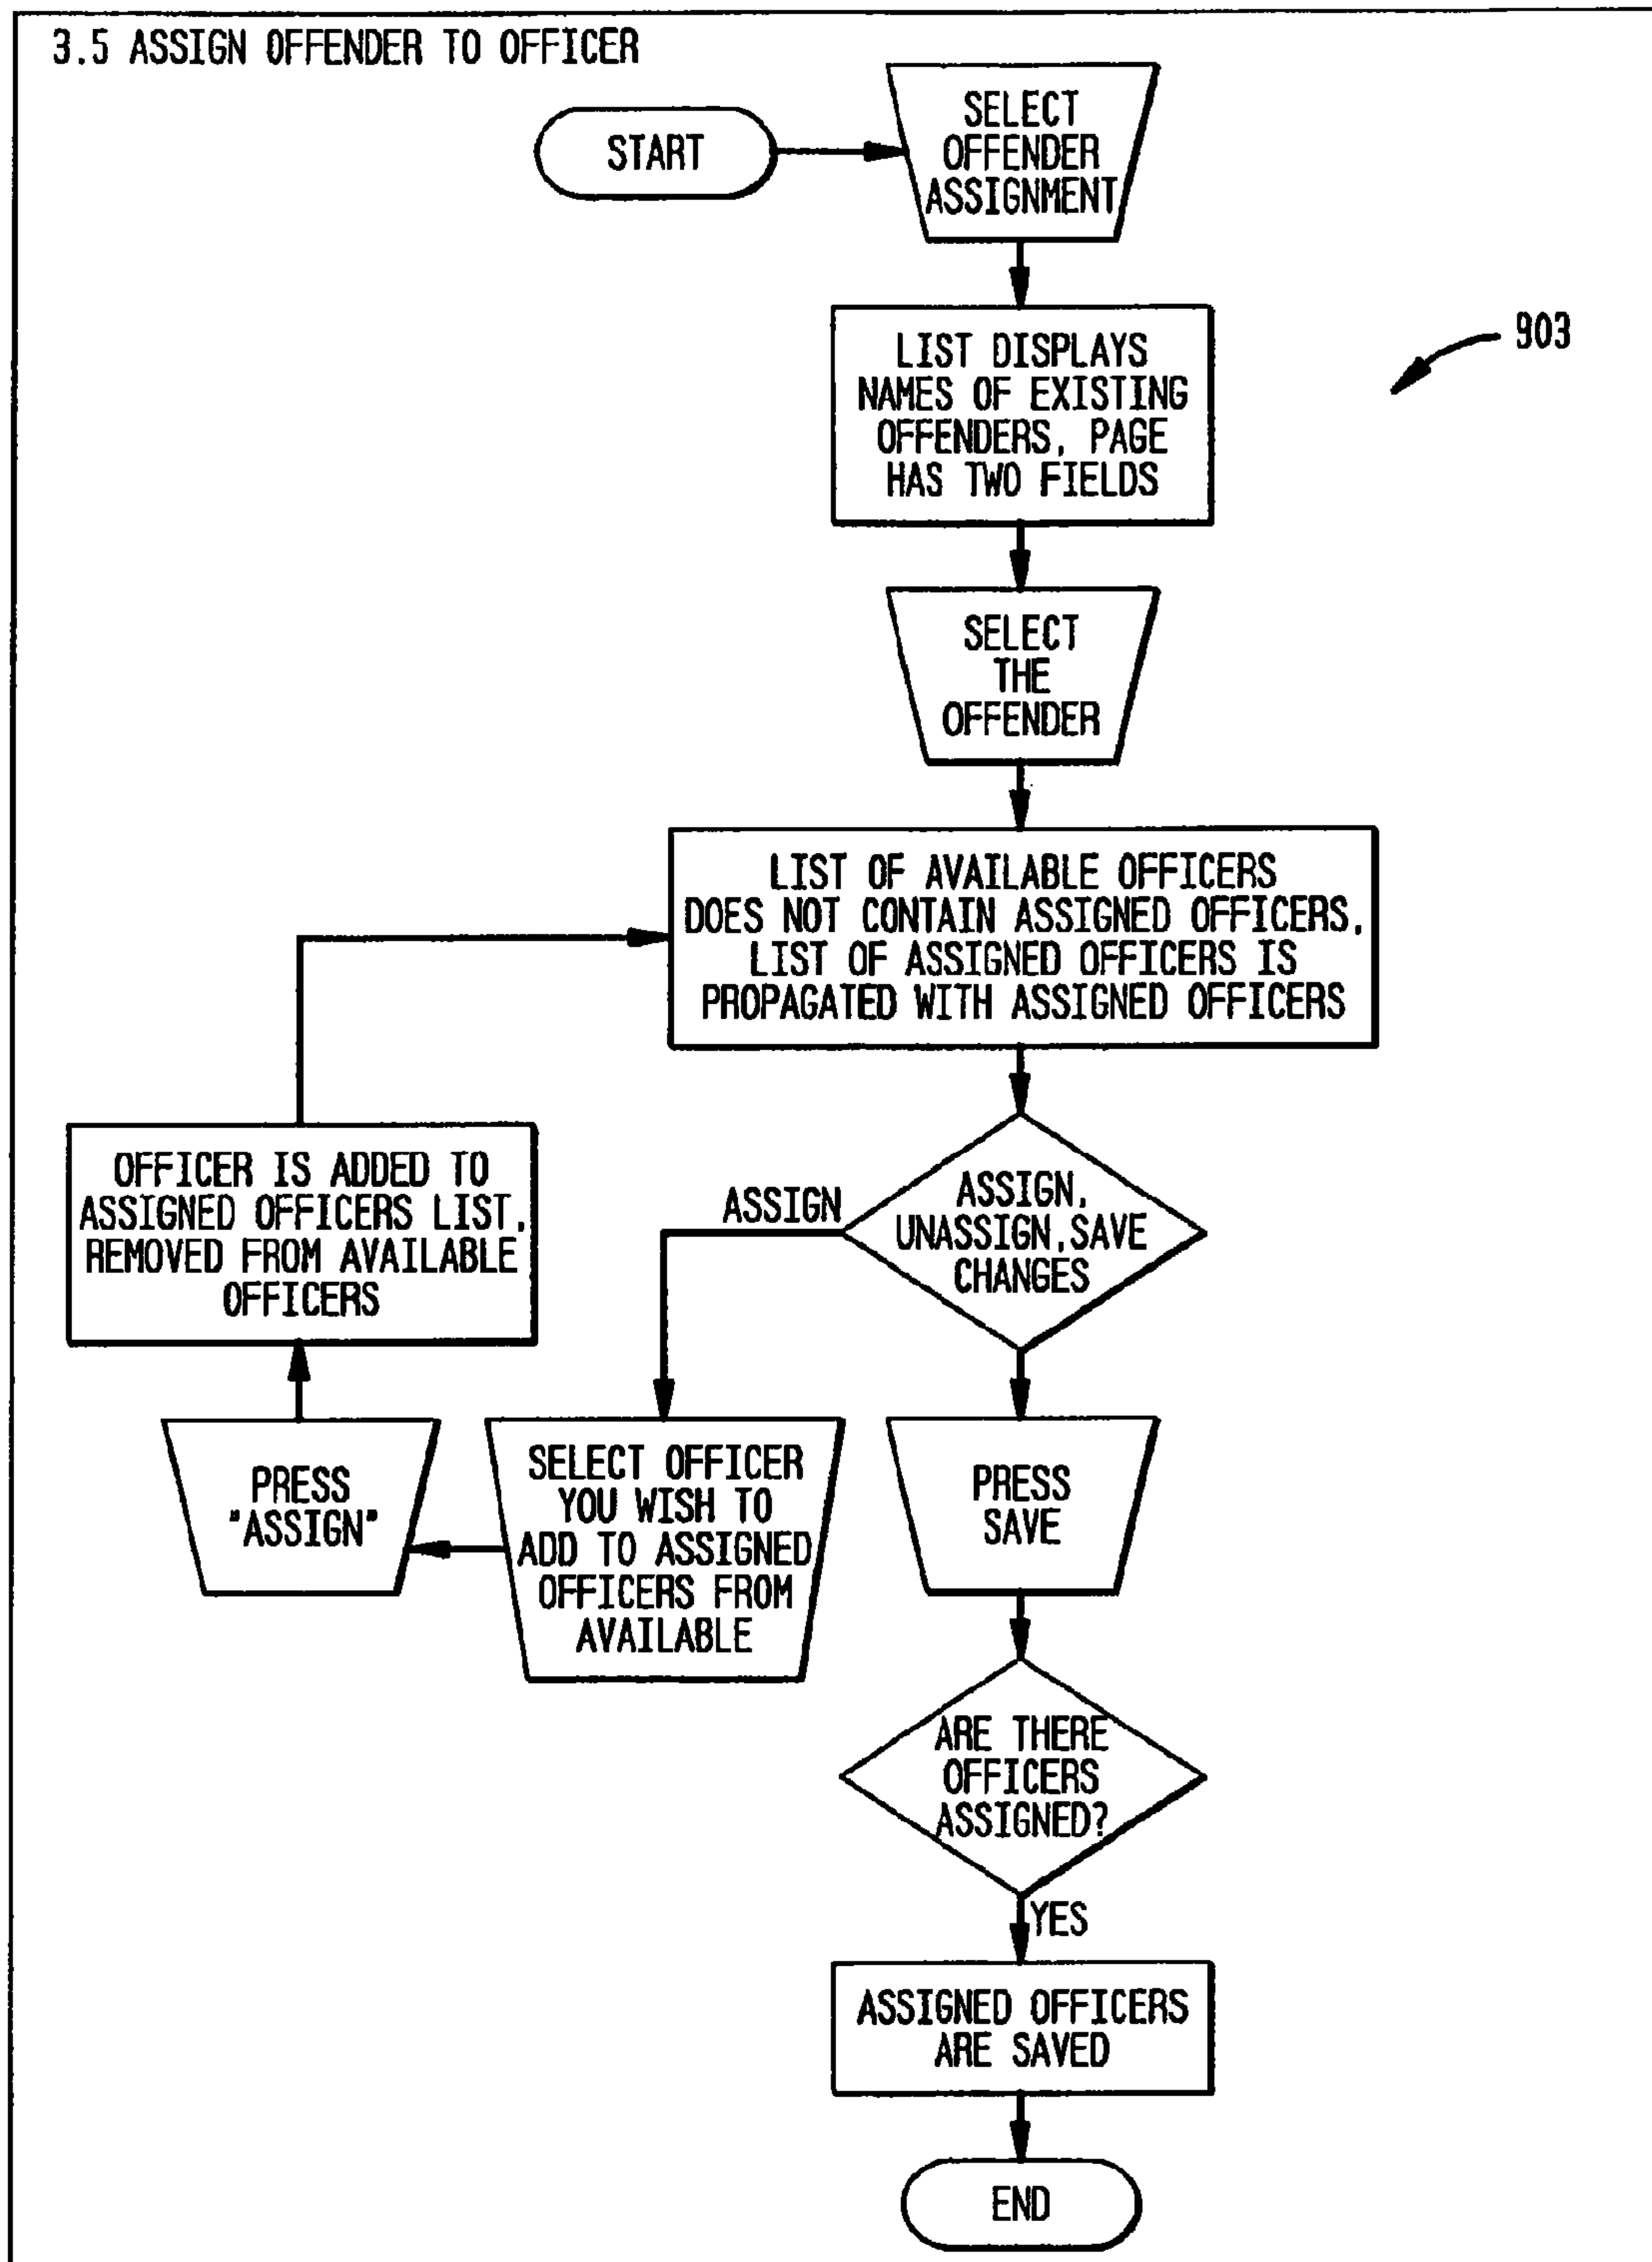 3.5 ASSIGN OFFENDER TO OFFICER
START
SELECT
OFFENDER
ASSIGNMENT
LIST DISPLAYS
NAMES OF EXISTING
OFFENDERS, PAGE
HAS TWO FIELDS
903
SELECT
THE
OFFENDER
LIST OF AVAILABLE OFFICERS
DOES NOT CONTAIN ASSIGNED OFFICERS,
LIST OF ASSIGNED OFFICERS IS
PROPAGATED WITH ASSIGNED OFFICERS
ASSIGN,
UNASSIGN, SAVE
CHANGES
ASSIGN
OFFICER IS ADDED TO
ASSIGNED OFFICERS LIST,
REMOVED FROM AVAILABLE
OFFICERS
PRESS
"ASSIGN"
SELECT OFFICER
YOU WISH TO
ADD TO ASSIGNED
OFFICERS FROM
AVAILABLE
PRESS
SAVE
ARE THERE
OFFICERS
ASSIGNED?
YES
ASSIGNED OFFICERS
ARE SAVED
END